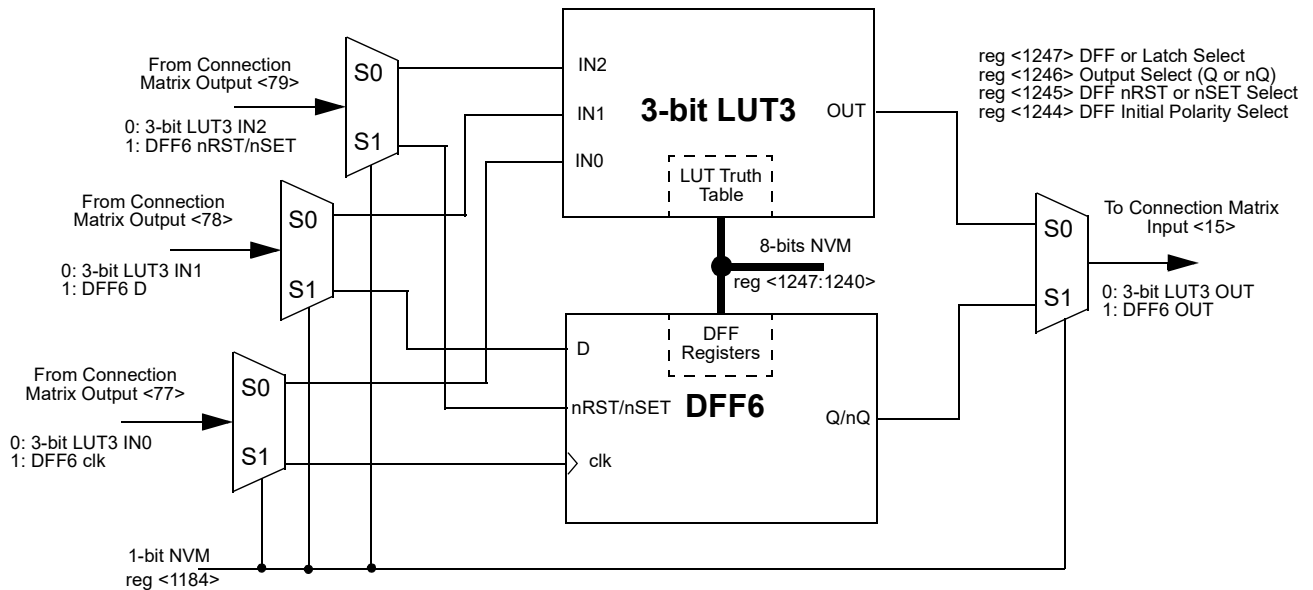 From Connection
Matrix Output <79>
0: 3-bit LUT3 IN2
1: DFF6 nRST/nSET
S0
S1
From Connection
Matrix Output <78>
0: 3-bit LUT3 IN1
1: DFF6 D
S0
S1
From Connection
Matrix Output <77>
0: 3-bit LUT3 IN0
1: DFF6 clk
S0
S1
1-bit NVM
reg <1184>
IN2
IN1
IN0
3-bit LUT3
OUT
LUT Truth
Table
8-bits NVM
reg <1247:1240>
DFF
Registers
D
nRST/nSET
clk
DFF6
Q/nQ
reg <1247> DFF or Latch Select
reg <1246> Output Select (Q or nQ)
reg <1245> DFF nRST or nSET Select
reg <1244> DFF Initial Polarity Select
S0
S1
To Connection Matrix
Input <15>
0: 3-bit LUT3 OUT
1: DFF6 OUT